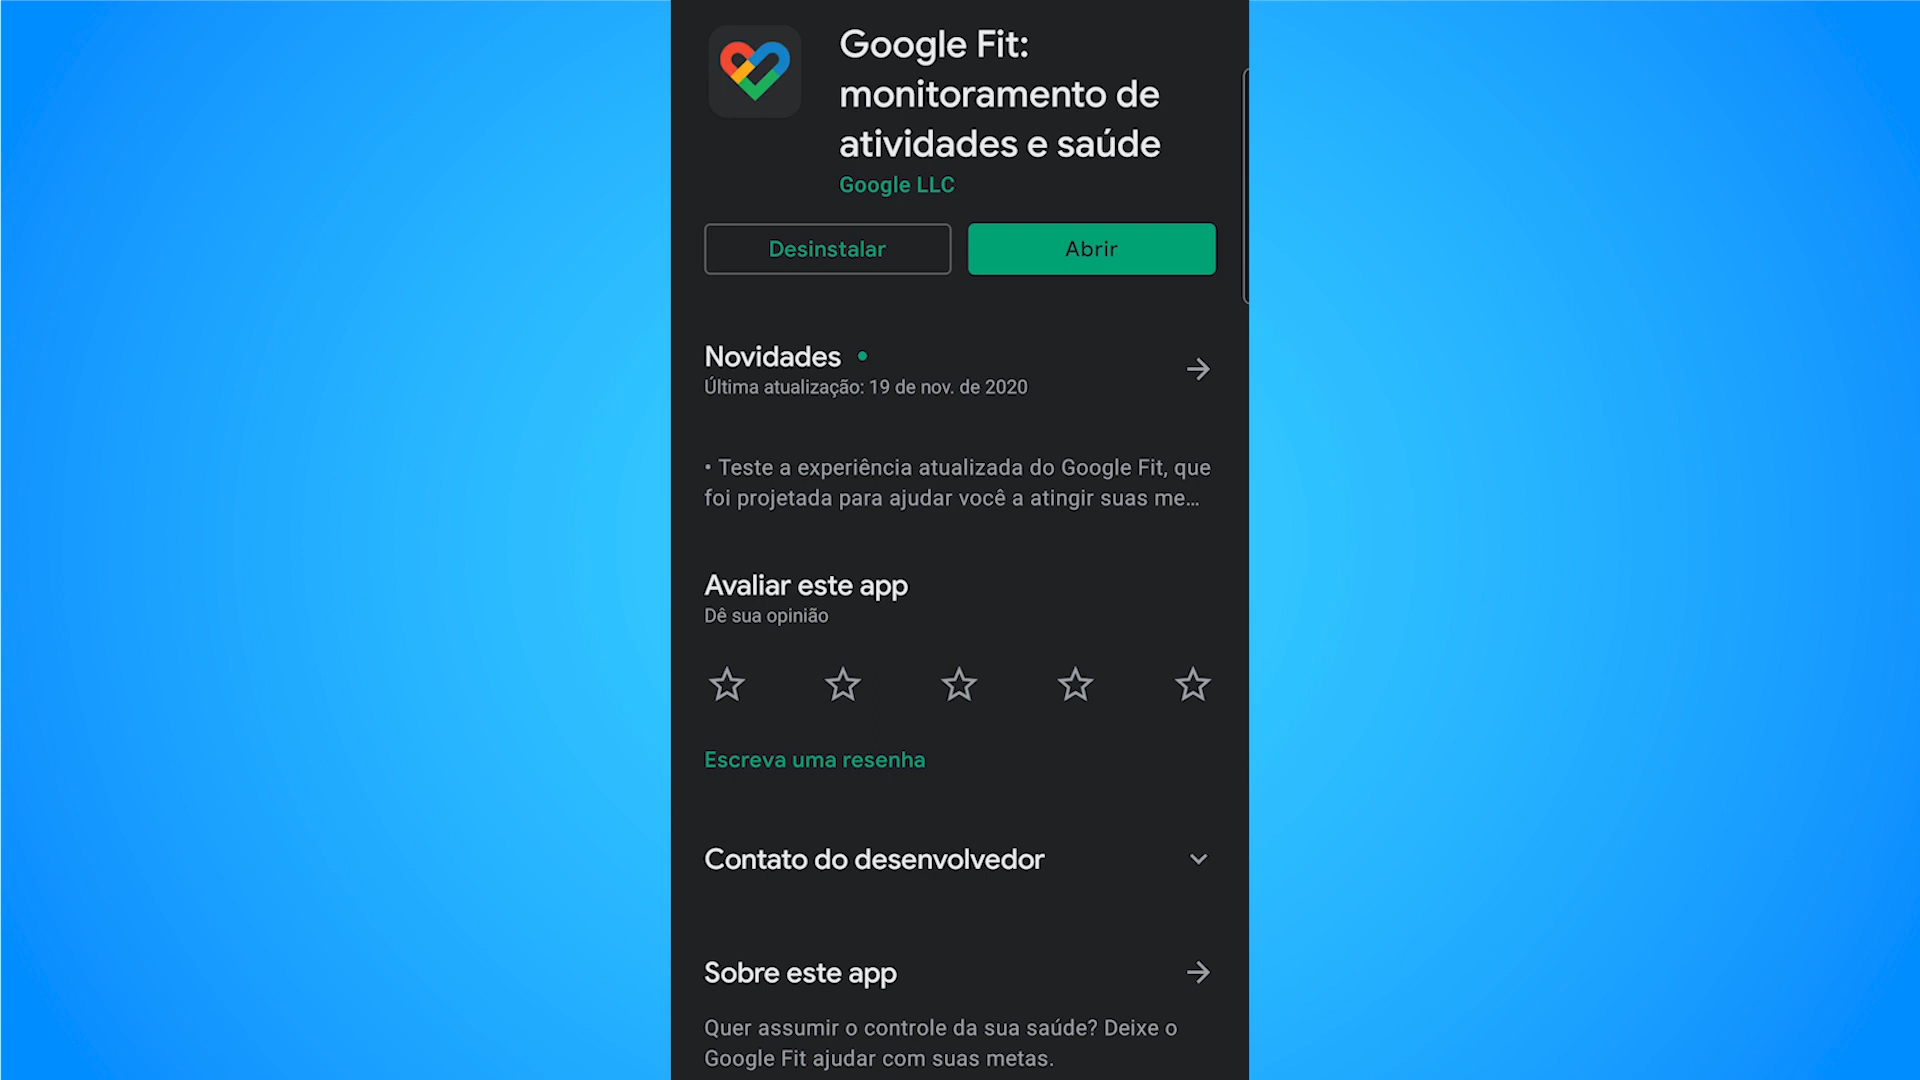 Google Fit:
monitoramento de
atividades e saúde
Google LLC
Desinstalar
Abrir
Novidades •
Última atualização: 19 de nov. de 2020
• Teste a experiência atualizada do Google Fit, que
foi projetada para ajudar você a atingir suas me...
Avaliar este app
Dê sua opinião
Escreva uma resenha
Contato do desenvolvedor
Sobre este app
Quer assumir o controle da sua saúde? Deixe o
Google Fit ajudar com suas metas.